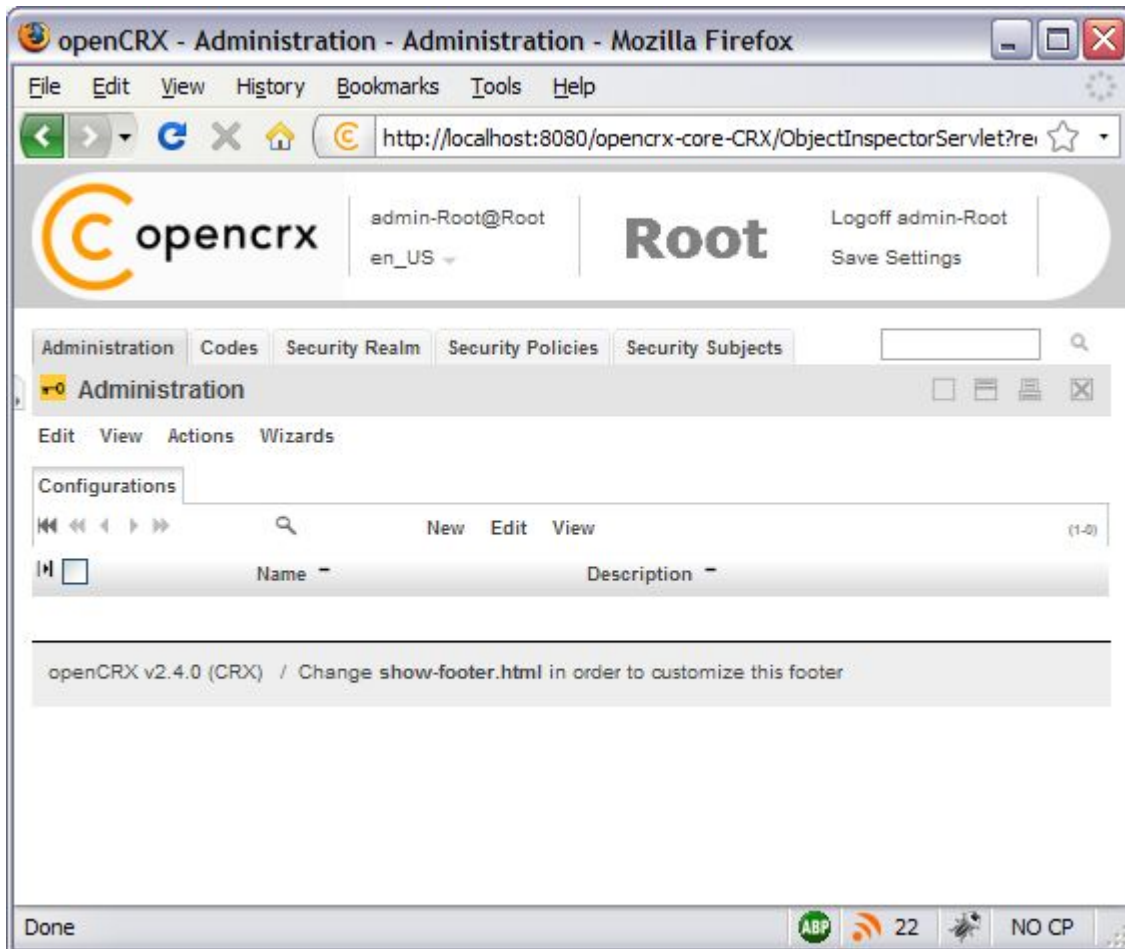 openCRX - Administration - Administration - Mozilla Firefox
File Edit View History Bookmarks Tools Help
http://localhost:8080/opencrx-core-CRX/ObjectInspectorServlet?re
opencrx
admin-Root@Root
en_US
Root
Logoff admin-Root
Save Settings
Administration Codes Security Realm Security Policies Security Subjects
Administration
Edit View Actions Wizards
Configurations
New Edit View (1-0)
Name Description
openCRX v2.4.0 (CRX) / Change show-footer.html in order to customize this footer
Done ABP 22 NO CP